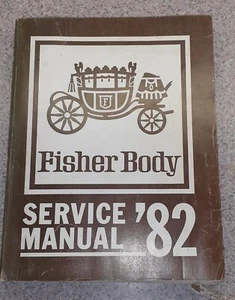 F
Fisher Body
SERVICE
MANUAL '82